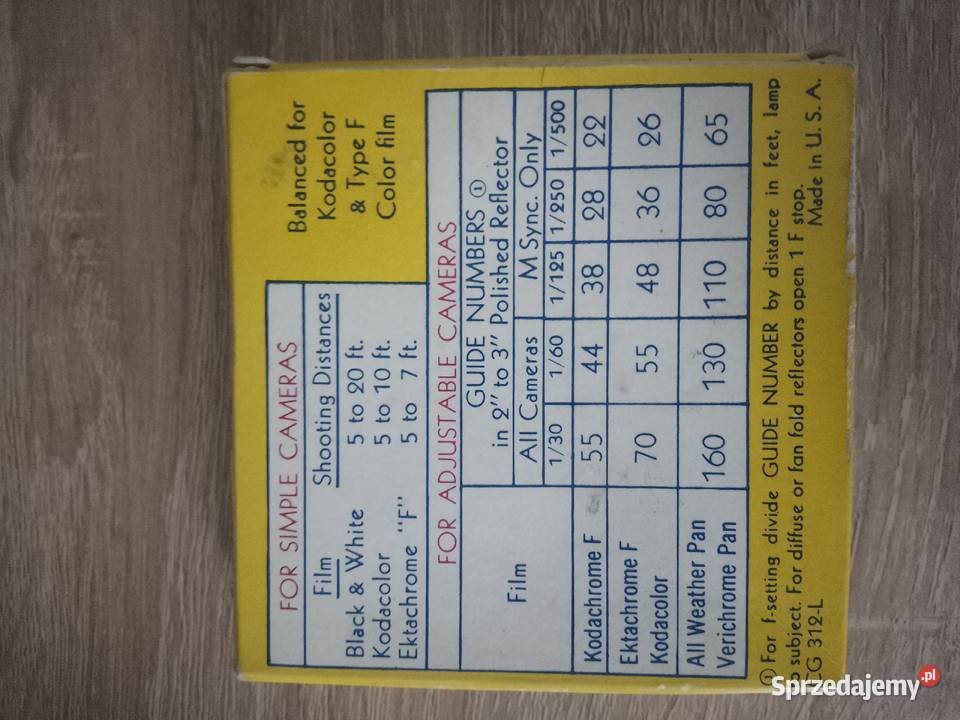 Balanced for
Kodacolor
& Type F
Color film
FOR SIMPLE CAMERAS
Film Shooting Distances
Black & White 5 to 20 ft.
Kodacolor 5 to 10 ft.
Ektachrome "F" 5 to 7 ft.
FOR ADJUSTABLE CAMERAS
GUIDE NUMBERS ①
in 2" to 3" Polished Reflector
Film All Cameras M Sync. Only
1/30 1/60 1/125 1/250 1/500
Kodachrome F 55 44 38 28 22
Ektachrome F
Kodacolor 70 55 48 36 26
All Weather Pan
Verichrome Pan 160 130 110 80 65
① For f-setting divide GUIDE NUMBER by distance in feet, lamp
subject. For diffuse or fan fold reflectors open 1 F stop.
312-L Made in U. S. A.
Sprzedajemy.pl